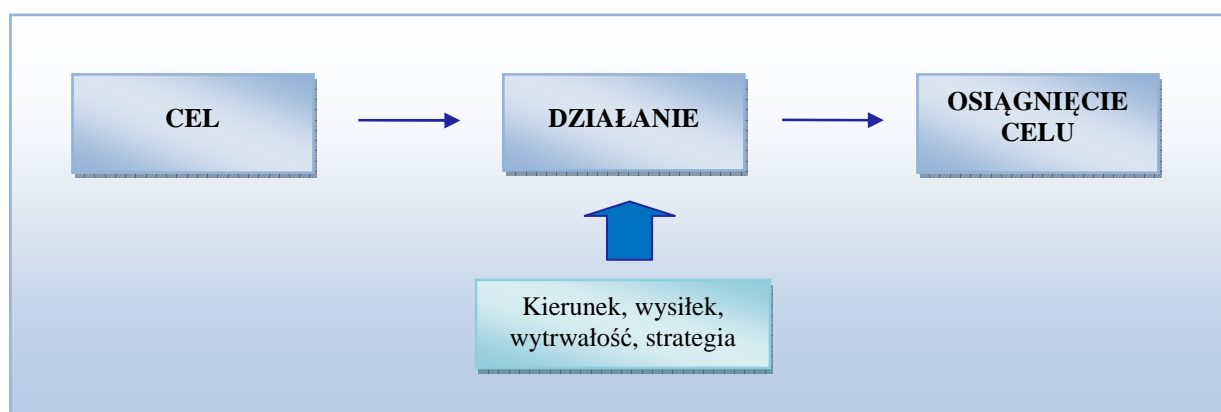 CEL
DZIAŁANIE
OSIĄGNIĘCIE
CELU
Kierunek, wysiłek,
wytrwałość, strategia